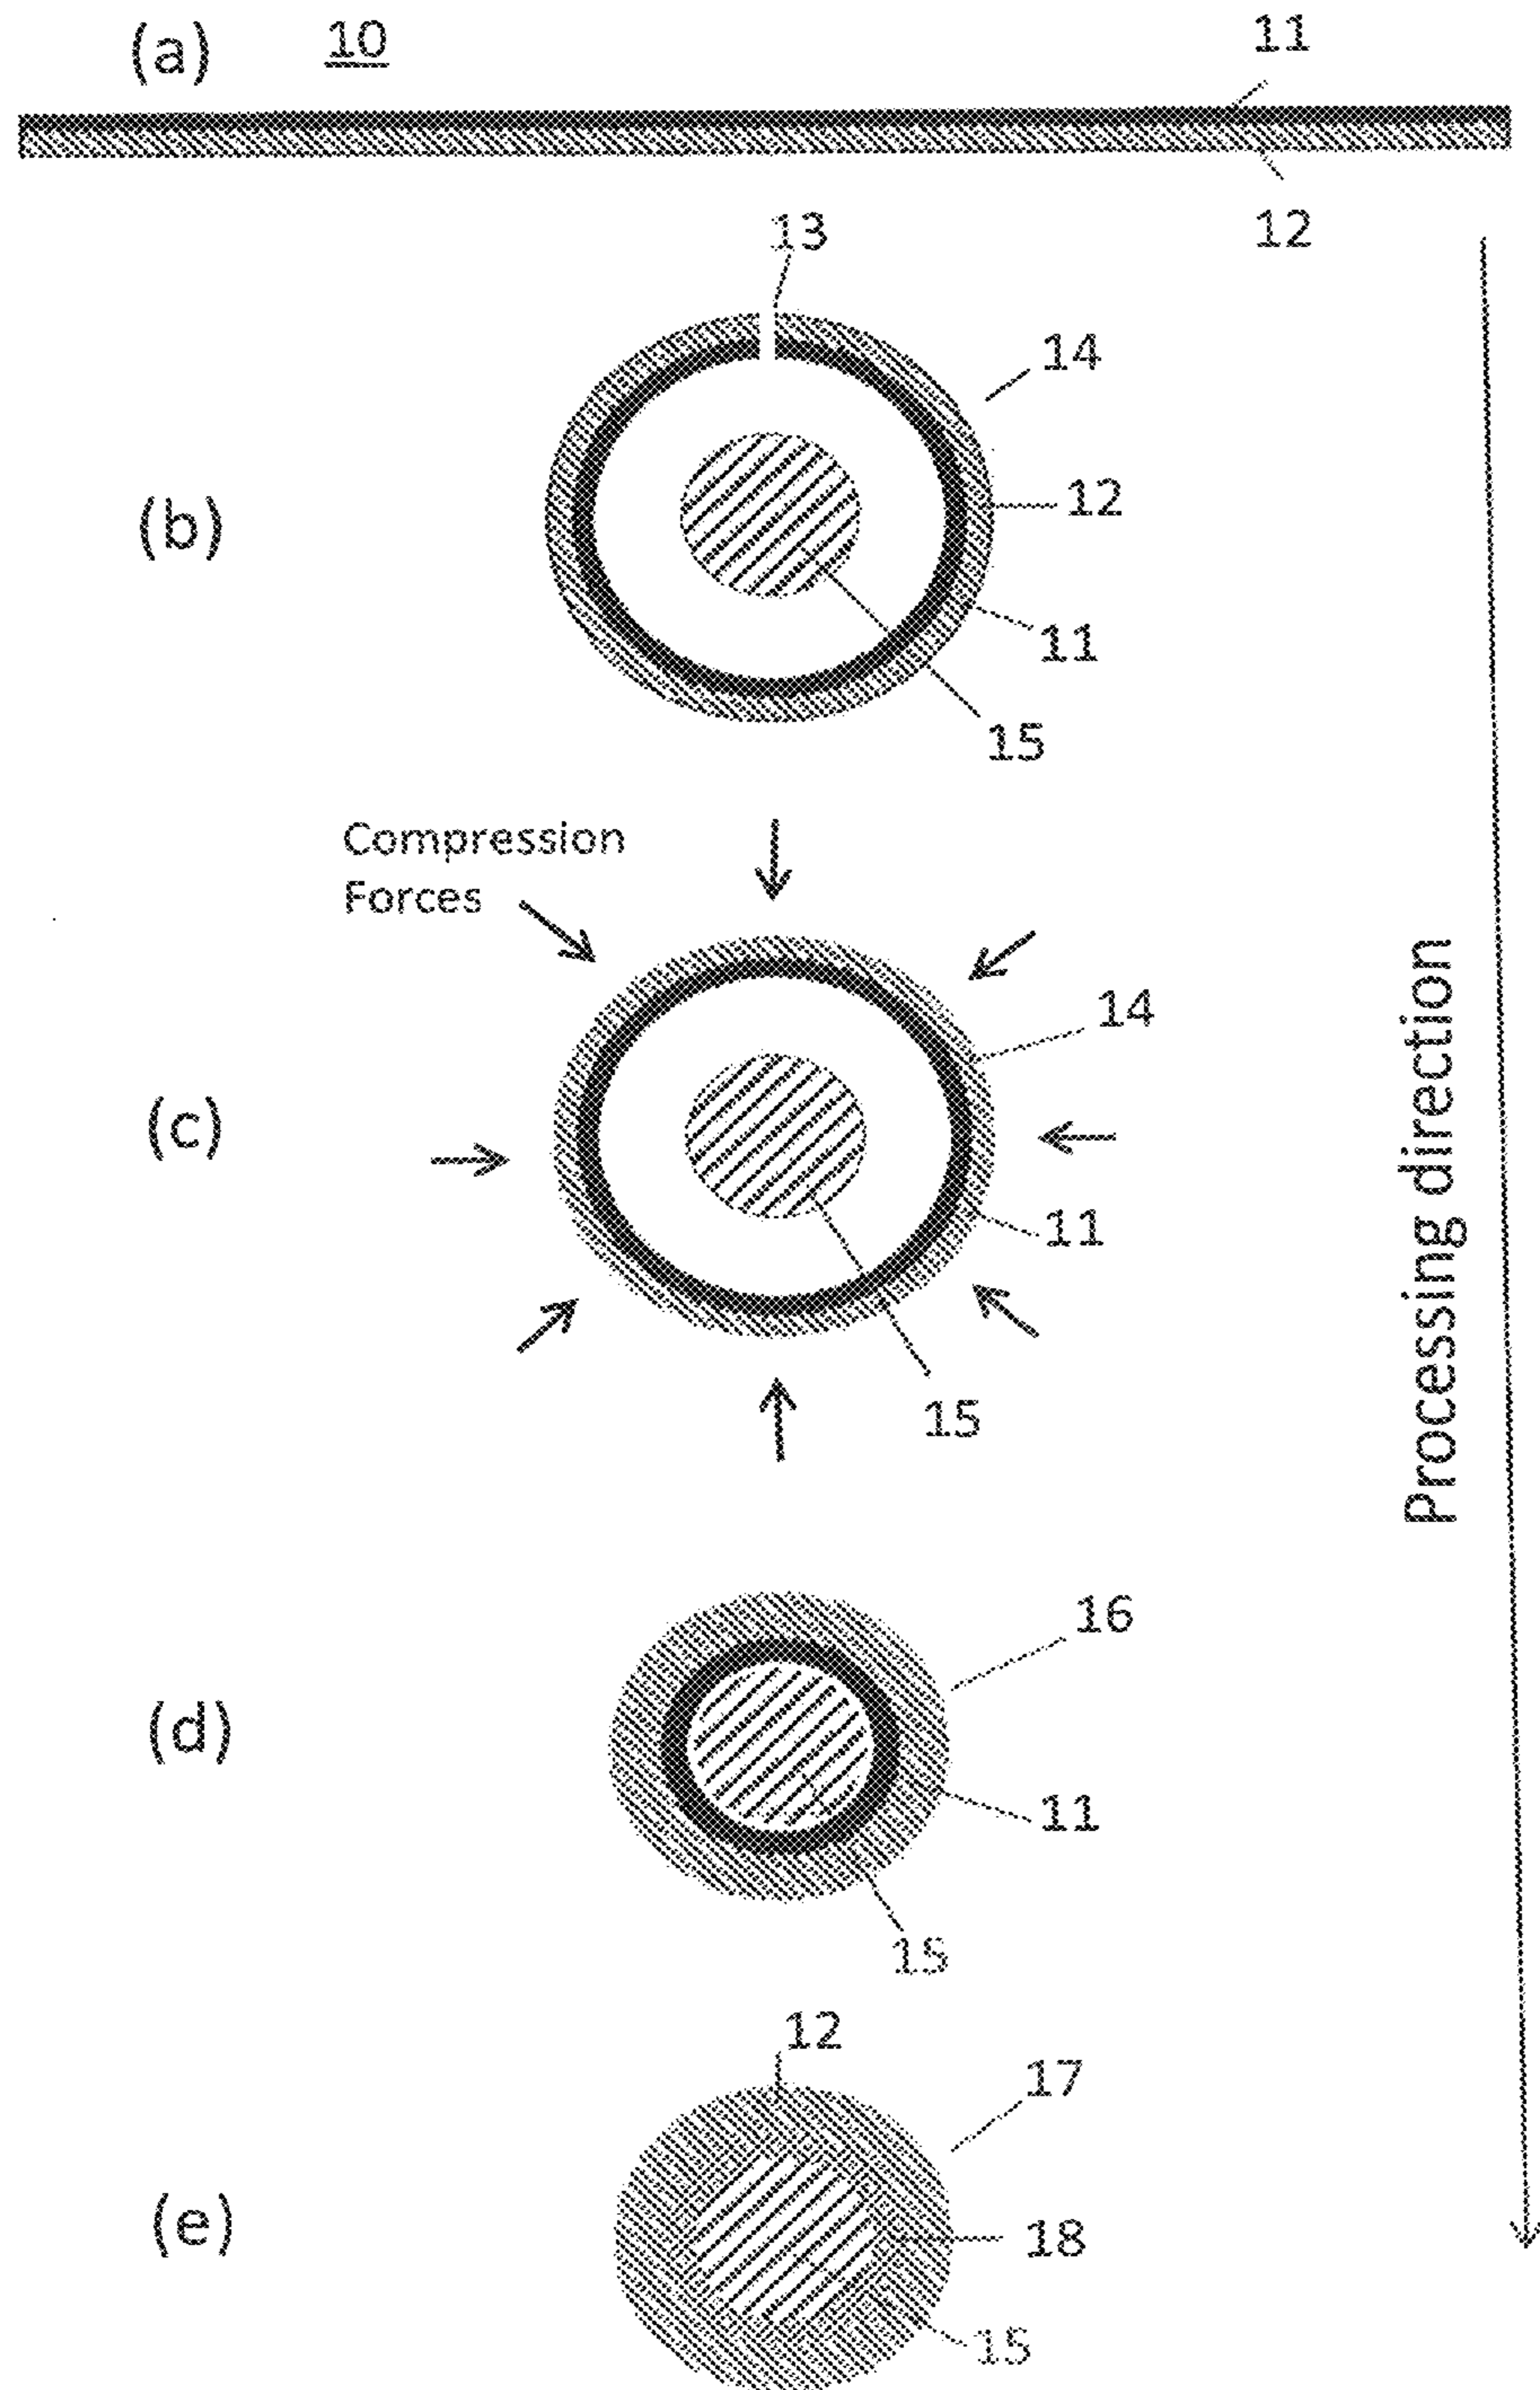 (a)
10
11
12
13
14
(b)
12
11
15
Compression
Forces
14
(c)
11
15
Processing direction
16
(d)
11
15
12
17
(e)
18
15